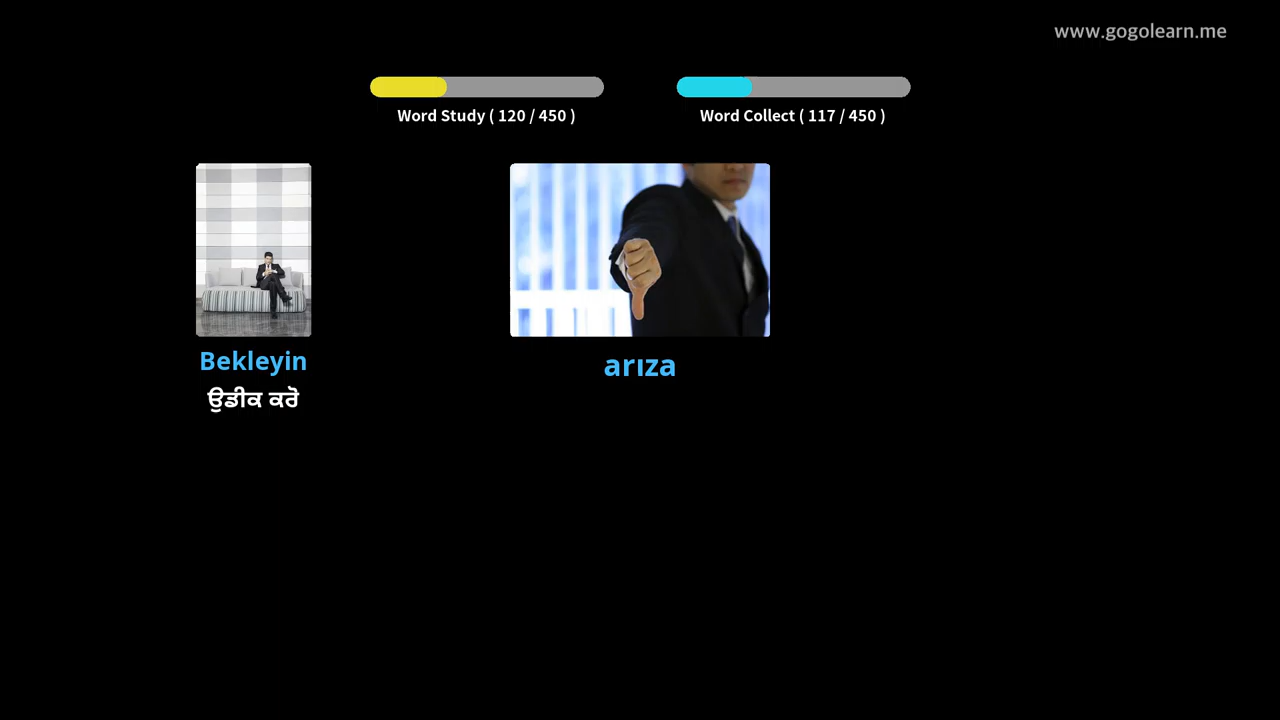 www.gogolearn.me
Word Study ( 120 / 450 )
Word Collect ( 117 / 450 )
Bekleyin
ਉਡੀਕ ਕਰੋ
arıza